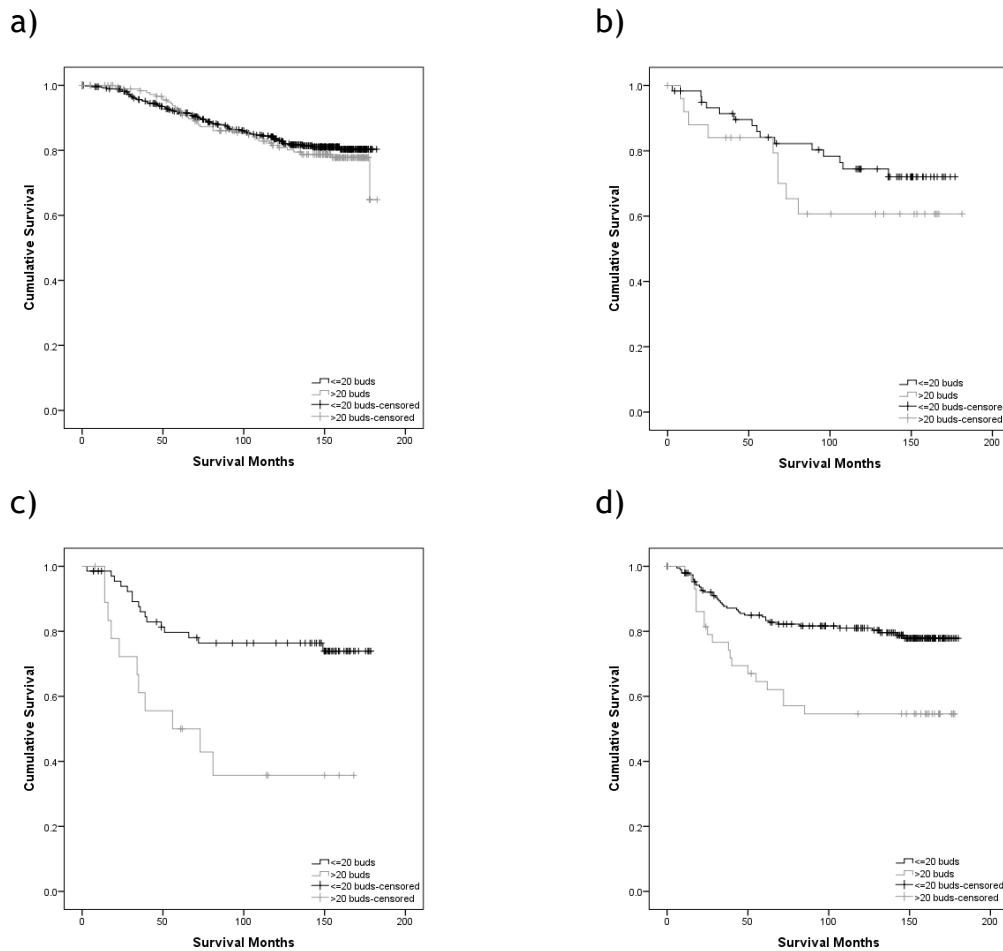 a)
1.0
0.8
0.6
0.4
0.2
0.0
Cumulative Survival
<=20 buds
>20 buds
<=20 buds-censored
>20 buds-censored
0 50 100 150 200
Survival Months
b)
1.0
0.8
0.6
0.4
0.2
0.0
Cumulative Survival
<=20 buds
>20 buds
<=20 buds-censored
>20 buds-censored
0 50 100 150 200
Survival Months
c)
1.0
0.8
0.6
0.4
0.2
0.0
Cumulative Survival
<=20 buds
>20 buds
<=20 buds-censored
>20 buds-censored
0 50 100 150 200
Survival Months
d)
1.0
0.8
0.6
0.4
0.2
0.0
Cumulative Survival
<=20 buds
>20 buds
<=20 buds-censored
>20 buds-censored
0 50 100 150 200
Survival Months